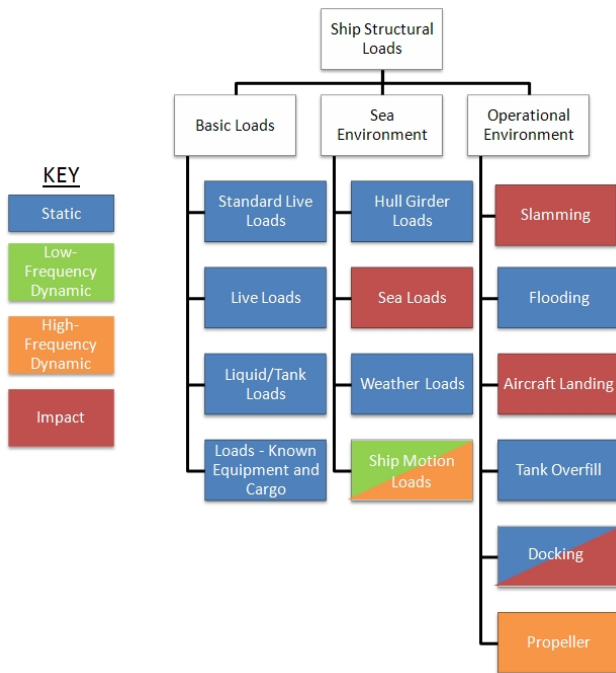 Ship Structural
Loads
Basic Loads
Sea
Environment
Operational
Environment
KEY
Static
Low-
Frequency
Dynamic
High-
Frequency
Dynamic
Impact
Standard Live
Loads
Live Loads
Liquid/Tank
Loads
Loads - Known
Equipment and
Cargo
Hull Girder
Loads
Sea Loads
Weather Loads
Ship Motion
Loads
Slamming
Flooding
Aircraft Landing
Tank Overfill
Docking
Propeller